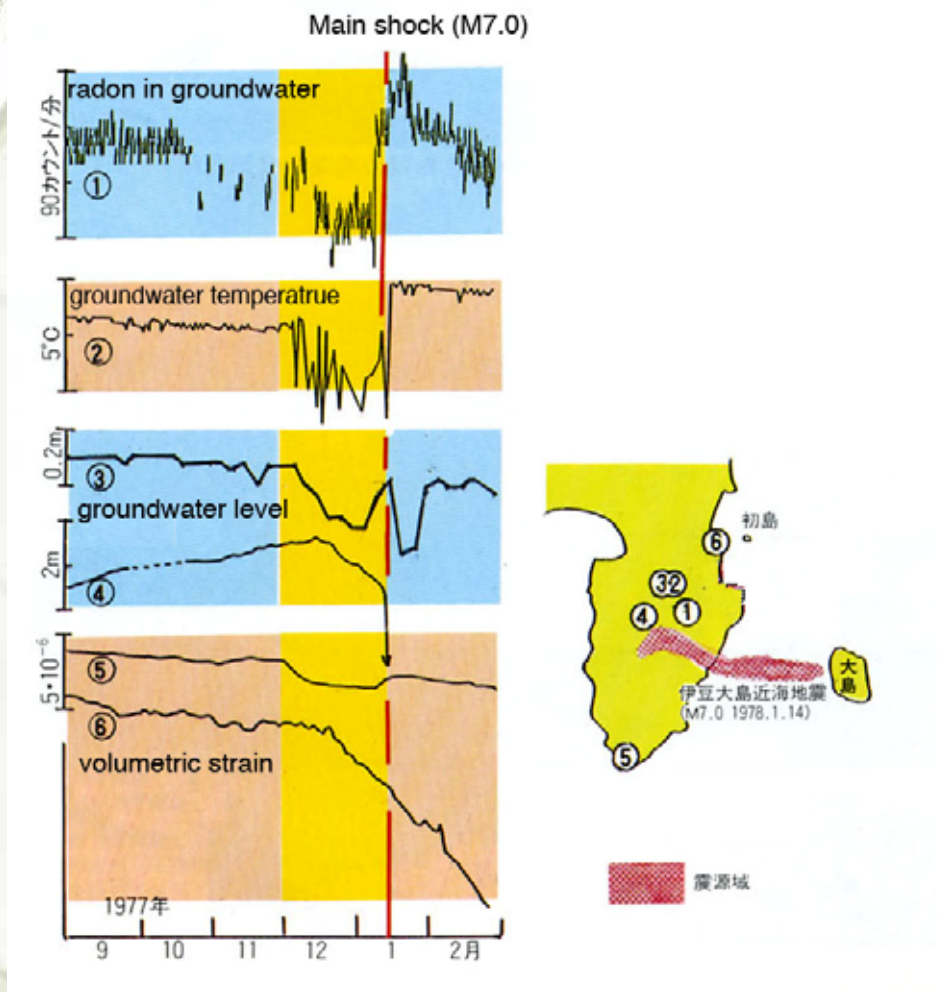 Main shock (M7.0)
radon in groundwater
90カウント/分
①
groundwater temperatrue
5°C
②
0.2m
③
groundwater level
2m
④
5・10⁻⁶
⑤
⑥
volumetric strain
1977年
9 10 11 12 1 2月
初島
⑥
③②
④ ①
大島
伊豆大島近海地震
(M7.0 1978.1.14)
⑤
震源域